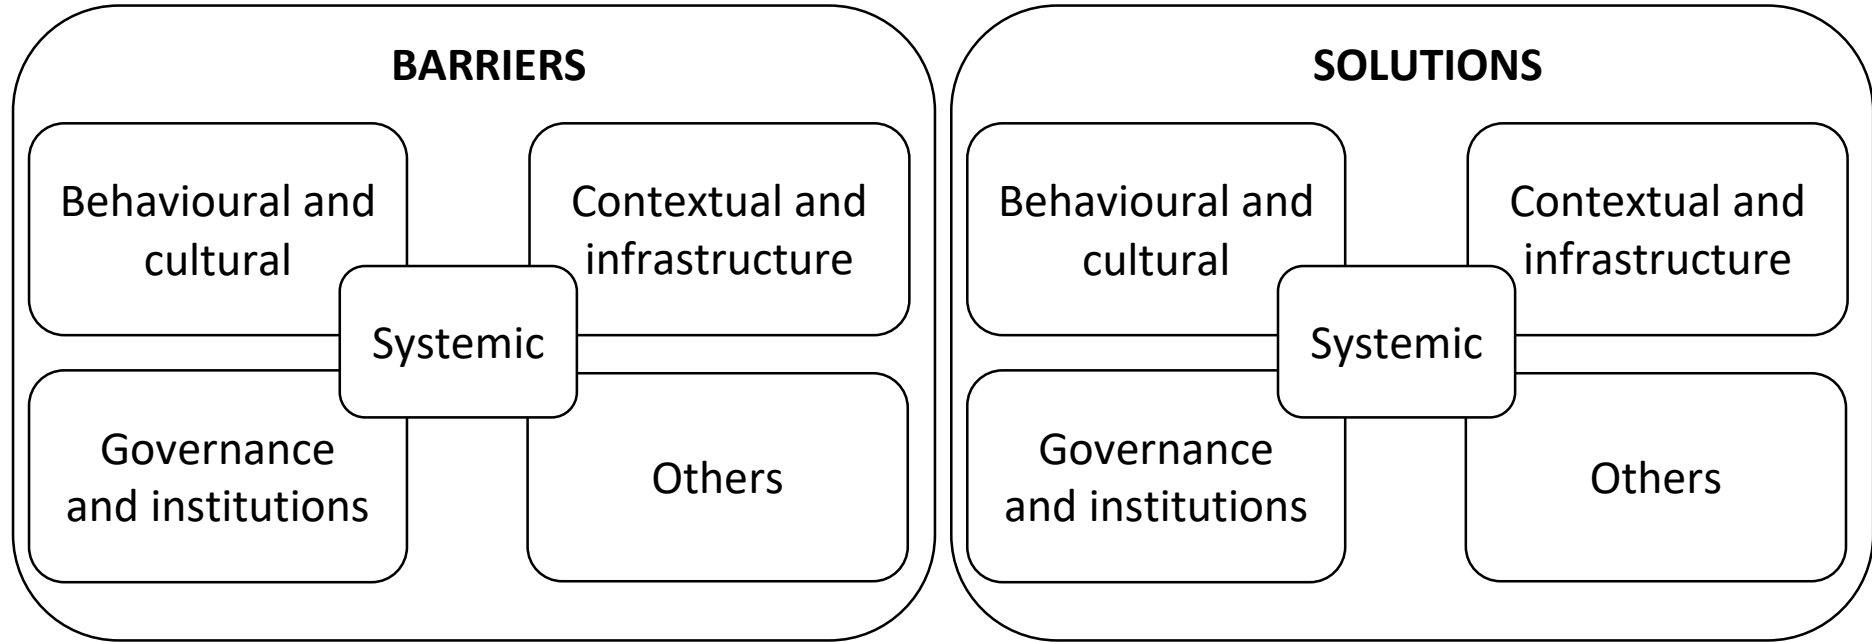 BARRIERS
Behavioural and
cultural
Contextual and
infrastructure
Systemic
Governance
and institutions
Others
SOLUTIONS
Behavioural and
cultural
Contextual and
infrastructure
Systemic
Governance
and institutions
Others